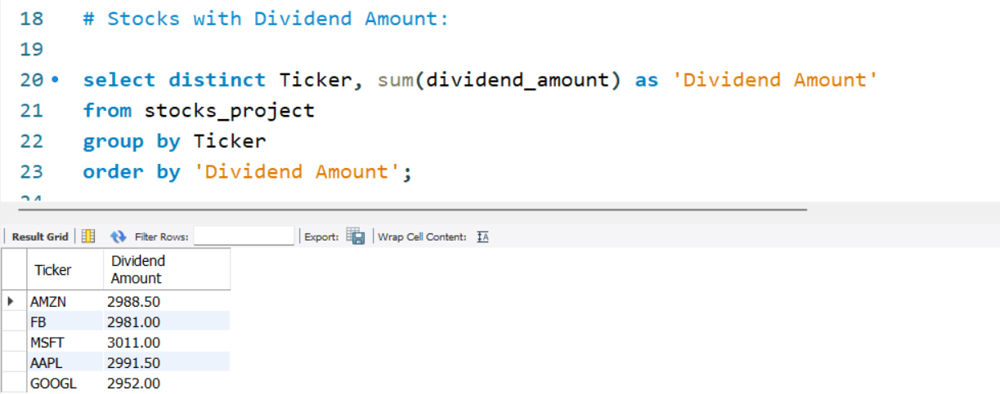 18 # Stocks with Dividend Amount:
19
20 select distinct Ticker, sum(dividend_amount) as 'Dividend Amount'
21 from stocks_project
22 group by Ticker
23 order by 'Dividend Amount';
24
Result Grid Filter Rows: Export: Wrap Cell Content: IA
Ticker Dividend
Amount
AMZN 2988.50
FB 2981.00
MSFT 3011.00
AAPL 2991.50
GOOGL 2952.00